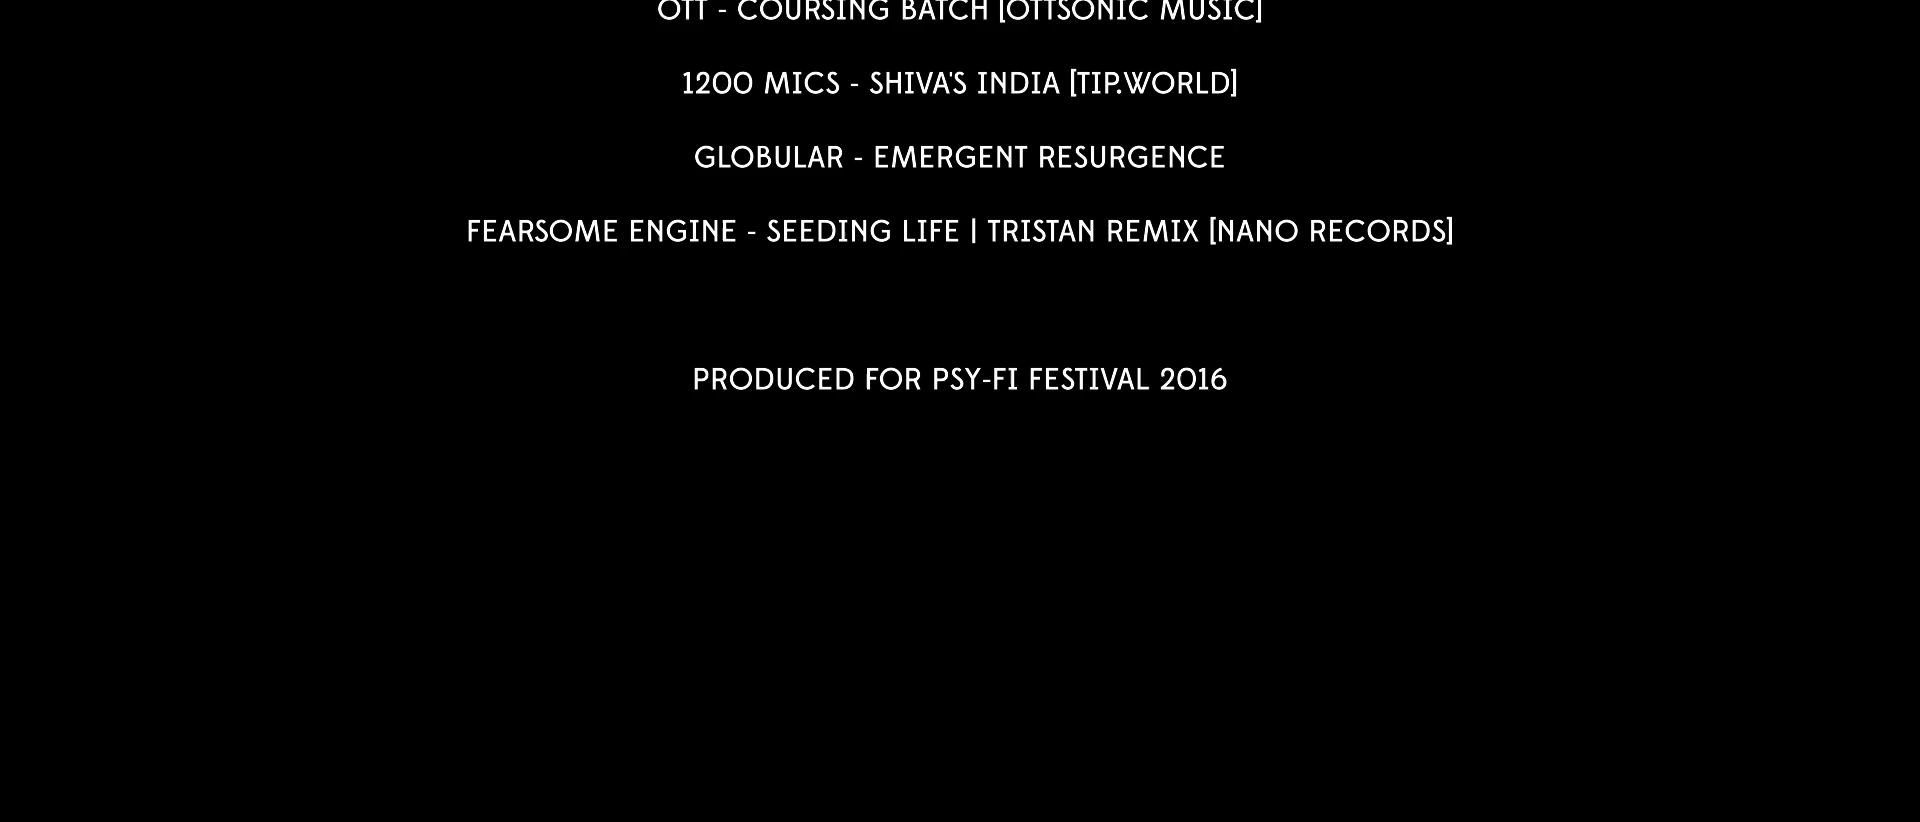 OTT - COURSING BATCH [OTTSONIC MUSIC]
1200 MICS - SHIVA'S INDIA [TIP.WORLD]
GLOBULAR - EMERGENT RESURGENCE
FEARSOME ENGINE - SEEDING LIFE | TRISTAN REMIX [NANO RECORDS]
PRODUCED FOR PSY-FI FESTIVAL 2016